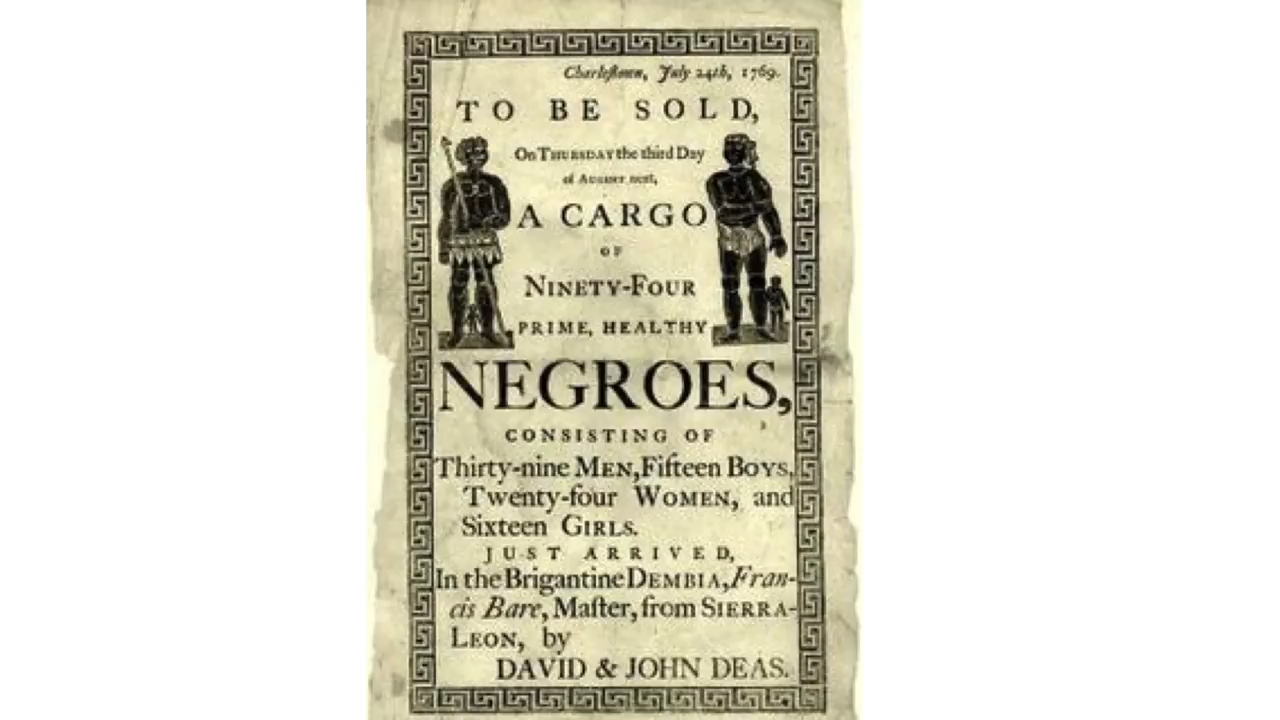 Charlestown, July 24th, 1769.
TO BE SOLD,
On THURSDAY the third Day
of AUGUST next,
A CARGO
OF
NINETY-FOUR
PRIME, HEALTHY
NEGROES,
CONSISTING OF
Thirty-nine MEN, Fifteen BOYS,
Twenty-four WOMEN, and
Sixteen GIRLS.
JUST ARRIVED,
In the Brigantine DEMBIA, Fran-
cis Bare, Maſter, from SIERRA-
LEON, by
DAVID & JOHN DEAS.